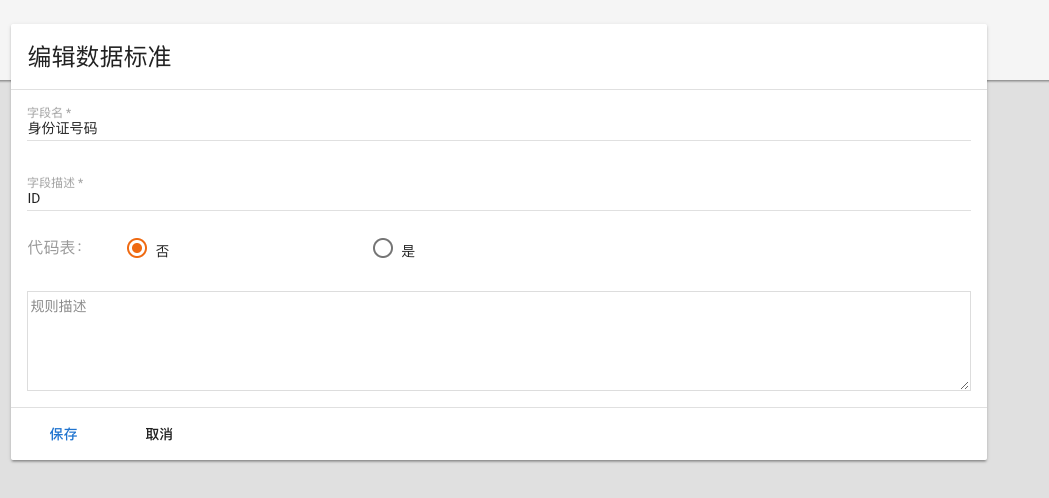 编辑数据标准
字段名 *
身份证号码
字段描述 *
ID
代码表: 否 是
规则描述
保存 取消